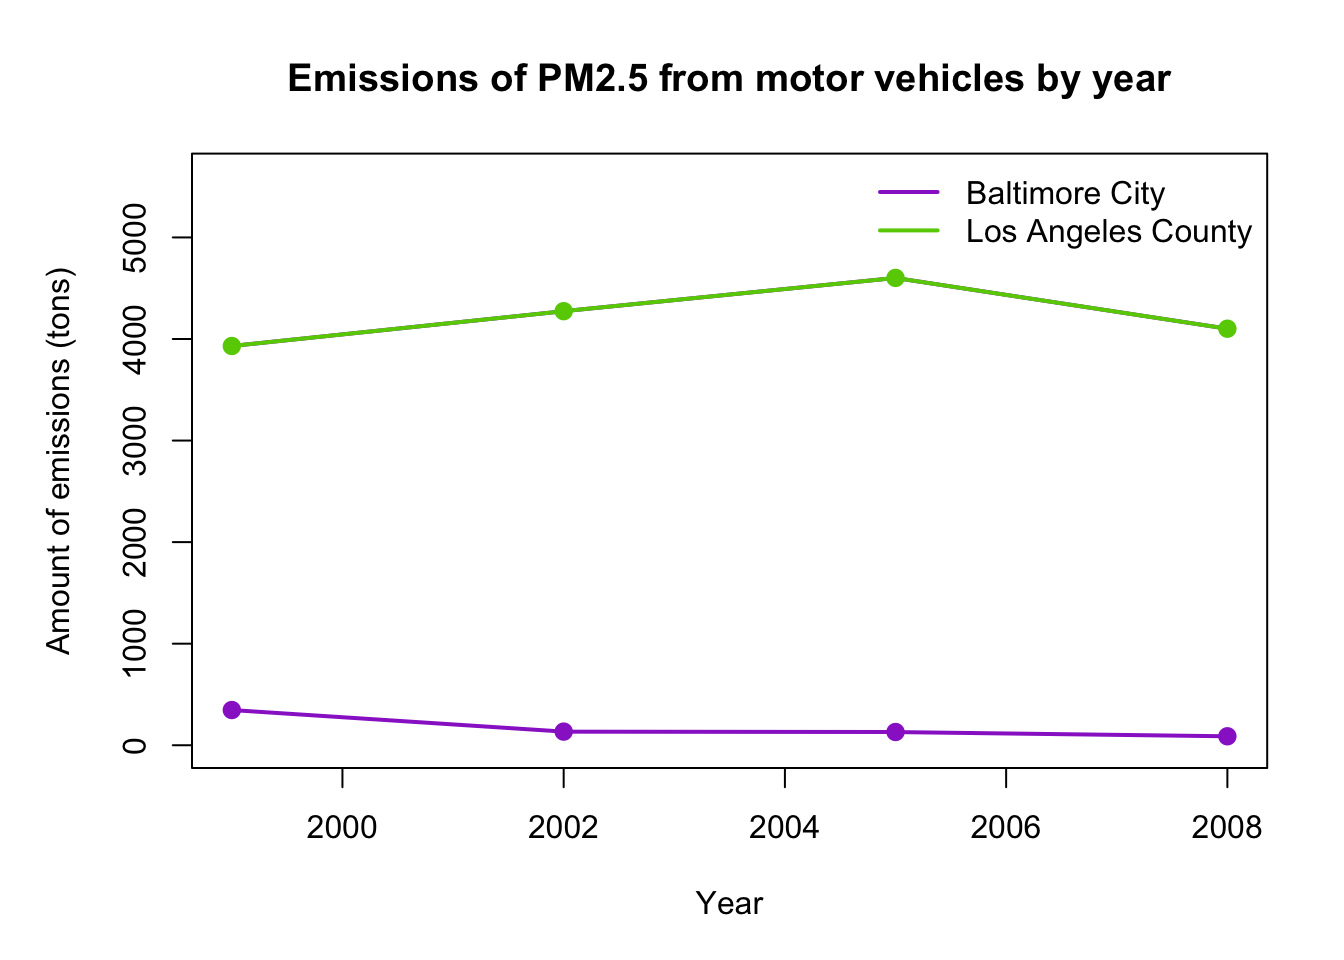 Emissions of PM2.5 from motor vehicles by year
Baltimore City
Los Angeles County
Amount of emissions (tons)
5000
4000
3000
2000
1000
0
2000 2002 2004 2006 2008
Year